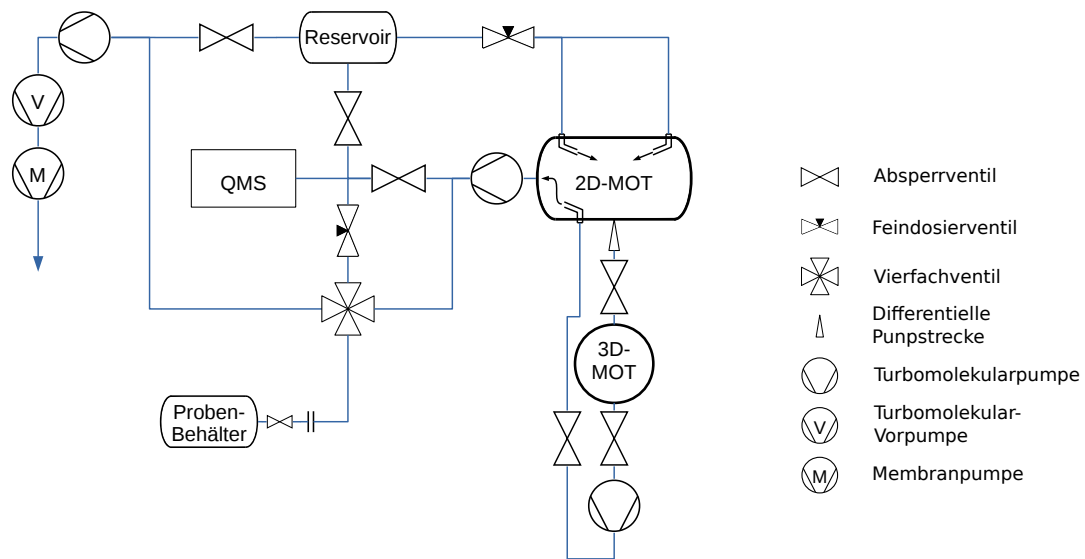 Reservoir
V
M
QMS
2D-MOT
3D-
MOT
Proben-
Behälter
Absperrventil
Feindosierventil
Vierfachventil
Differentielle
Punpstrecke
Turbomolekularpumpe
V
Turbomolekular-
Vorpumpe
M
Membranpumpe